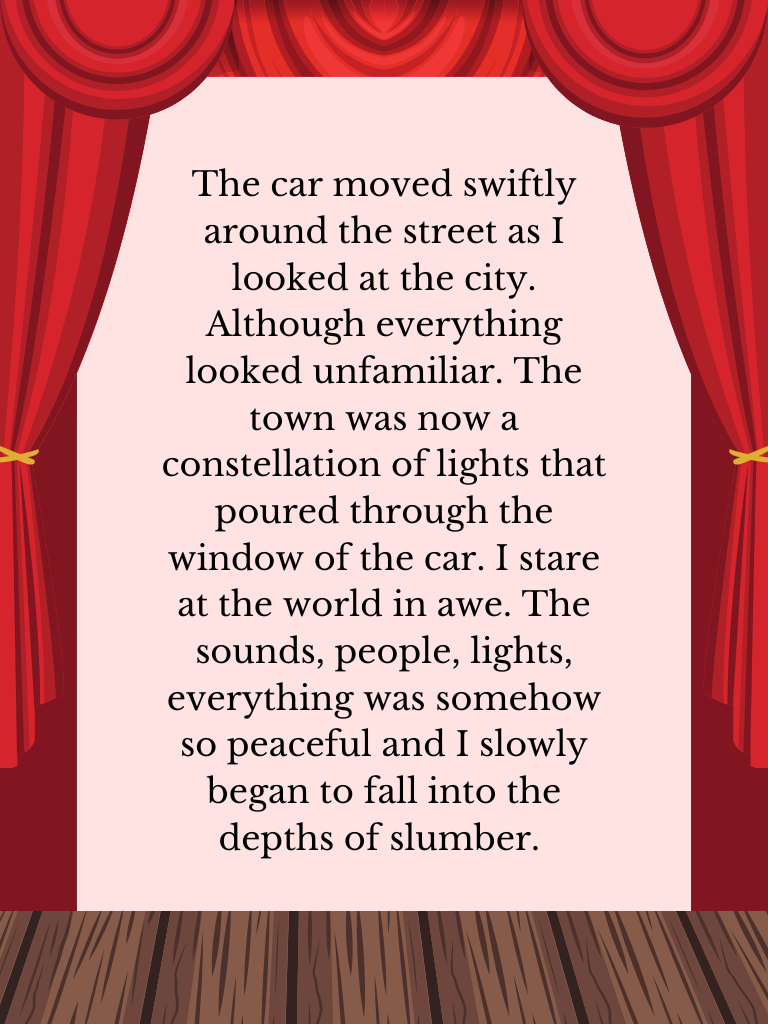 The car moved swiftly
around the street as I
looked at the city.
Although everything
looked unfamiliar. The
town was now a
constellation of lights that
poured through the
window of the car. I stare
at the world in awe. The
sounds, people, lights,
everything was somehow
so peaceful and I slowly
began to fall into the
depths of slumber.